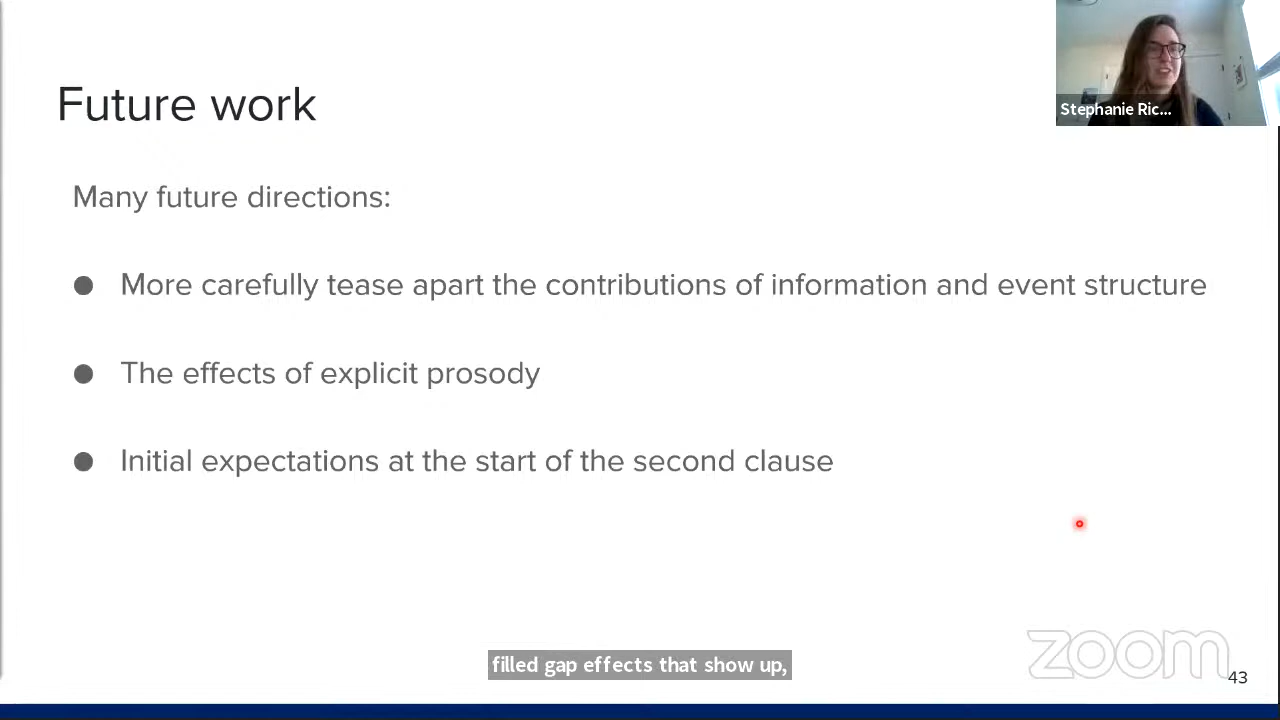 Future work
Stephanie Ric...
Many future directions:
● More carefully tease apart the contributions of information and event structure
● The effects of explicit prosody
● Initial expectations at the start of the second clause
filled gap effects that show up,
zoom
43